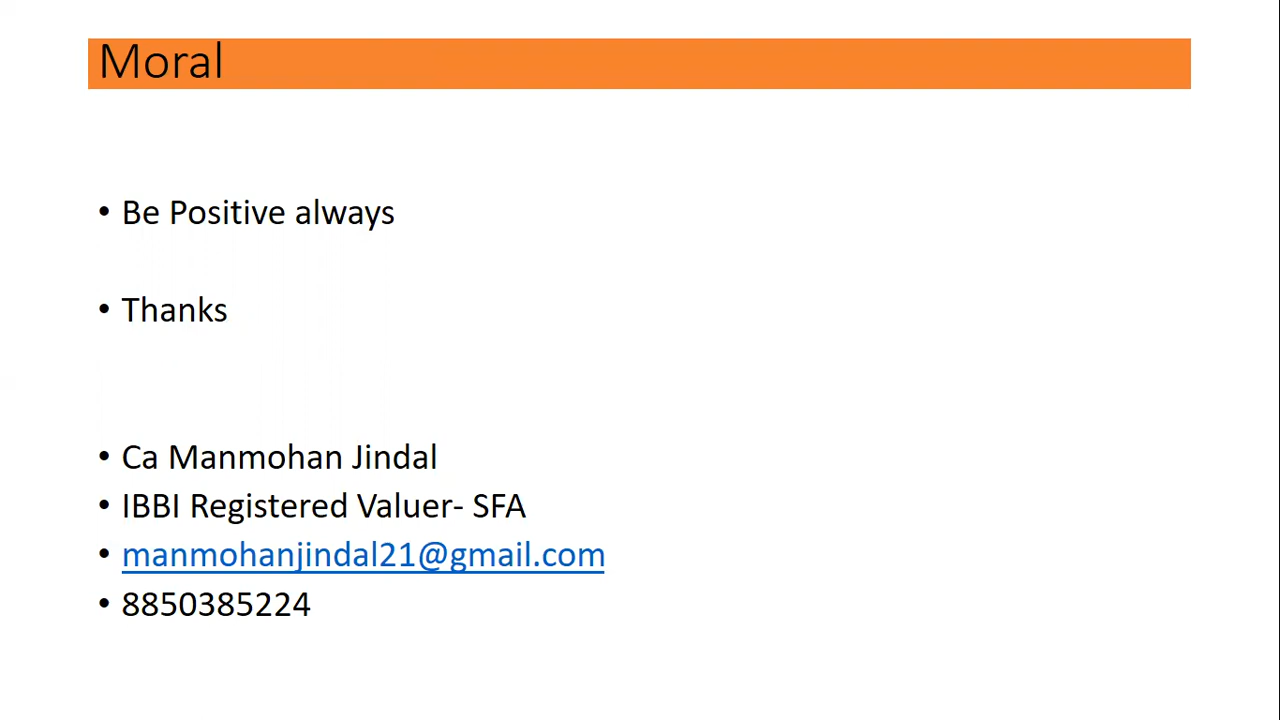 Moral
• Be Positive always
• Thanks
• Ca Manmohan Jindal
• IBBI Registered Valuer- SFA
• manmohanjindal21@gmail.com
• 8850385224